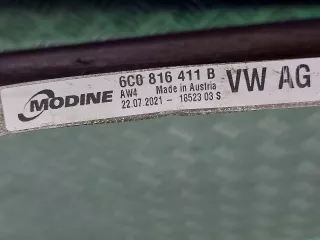 MODINE
6C0 816 411 B
AW4 Made in Austria
22.07.2021 - 18523 03 S
VW AG